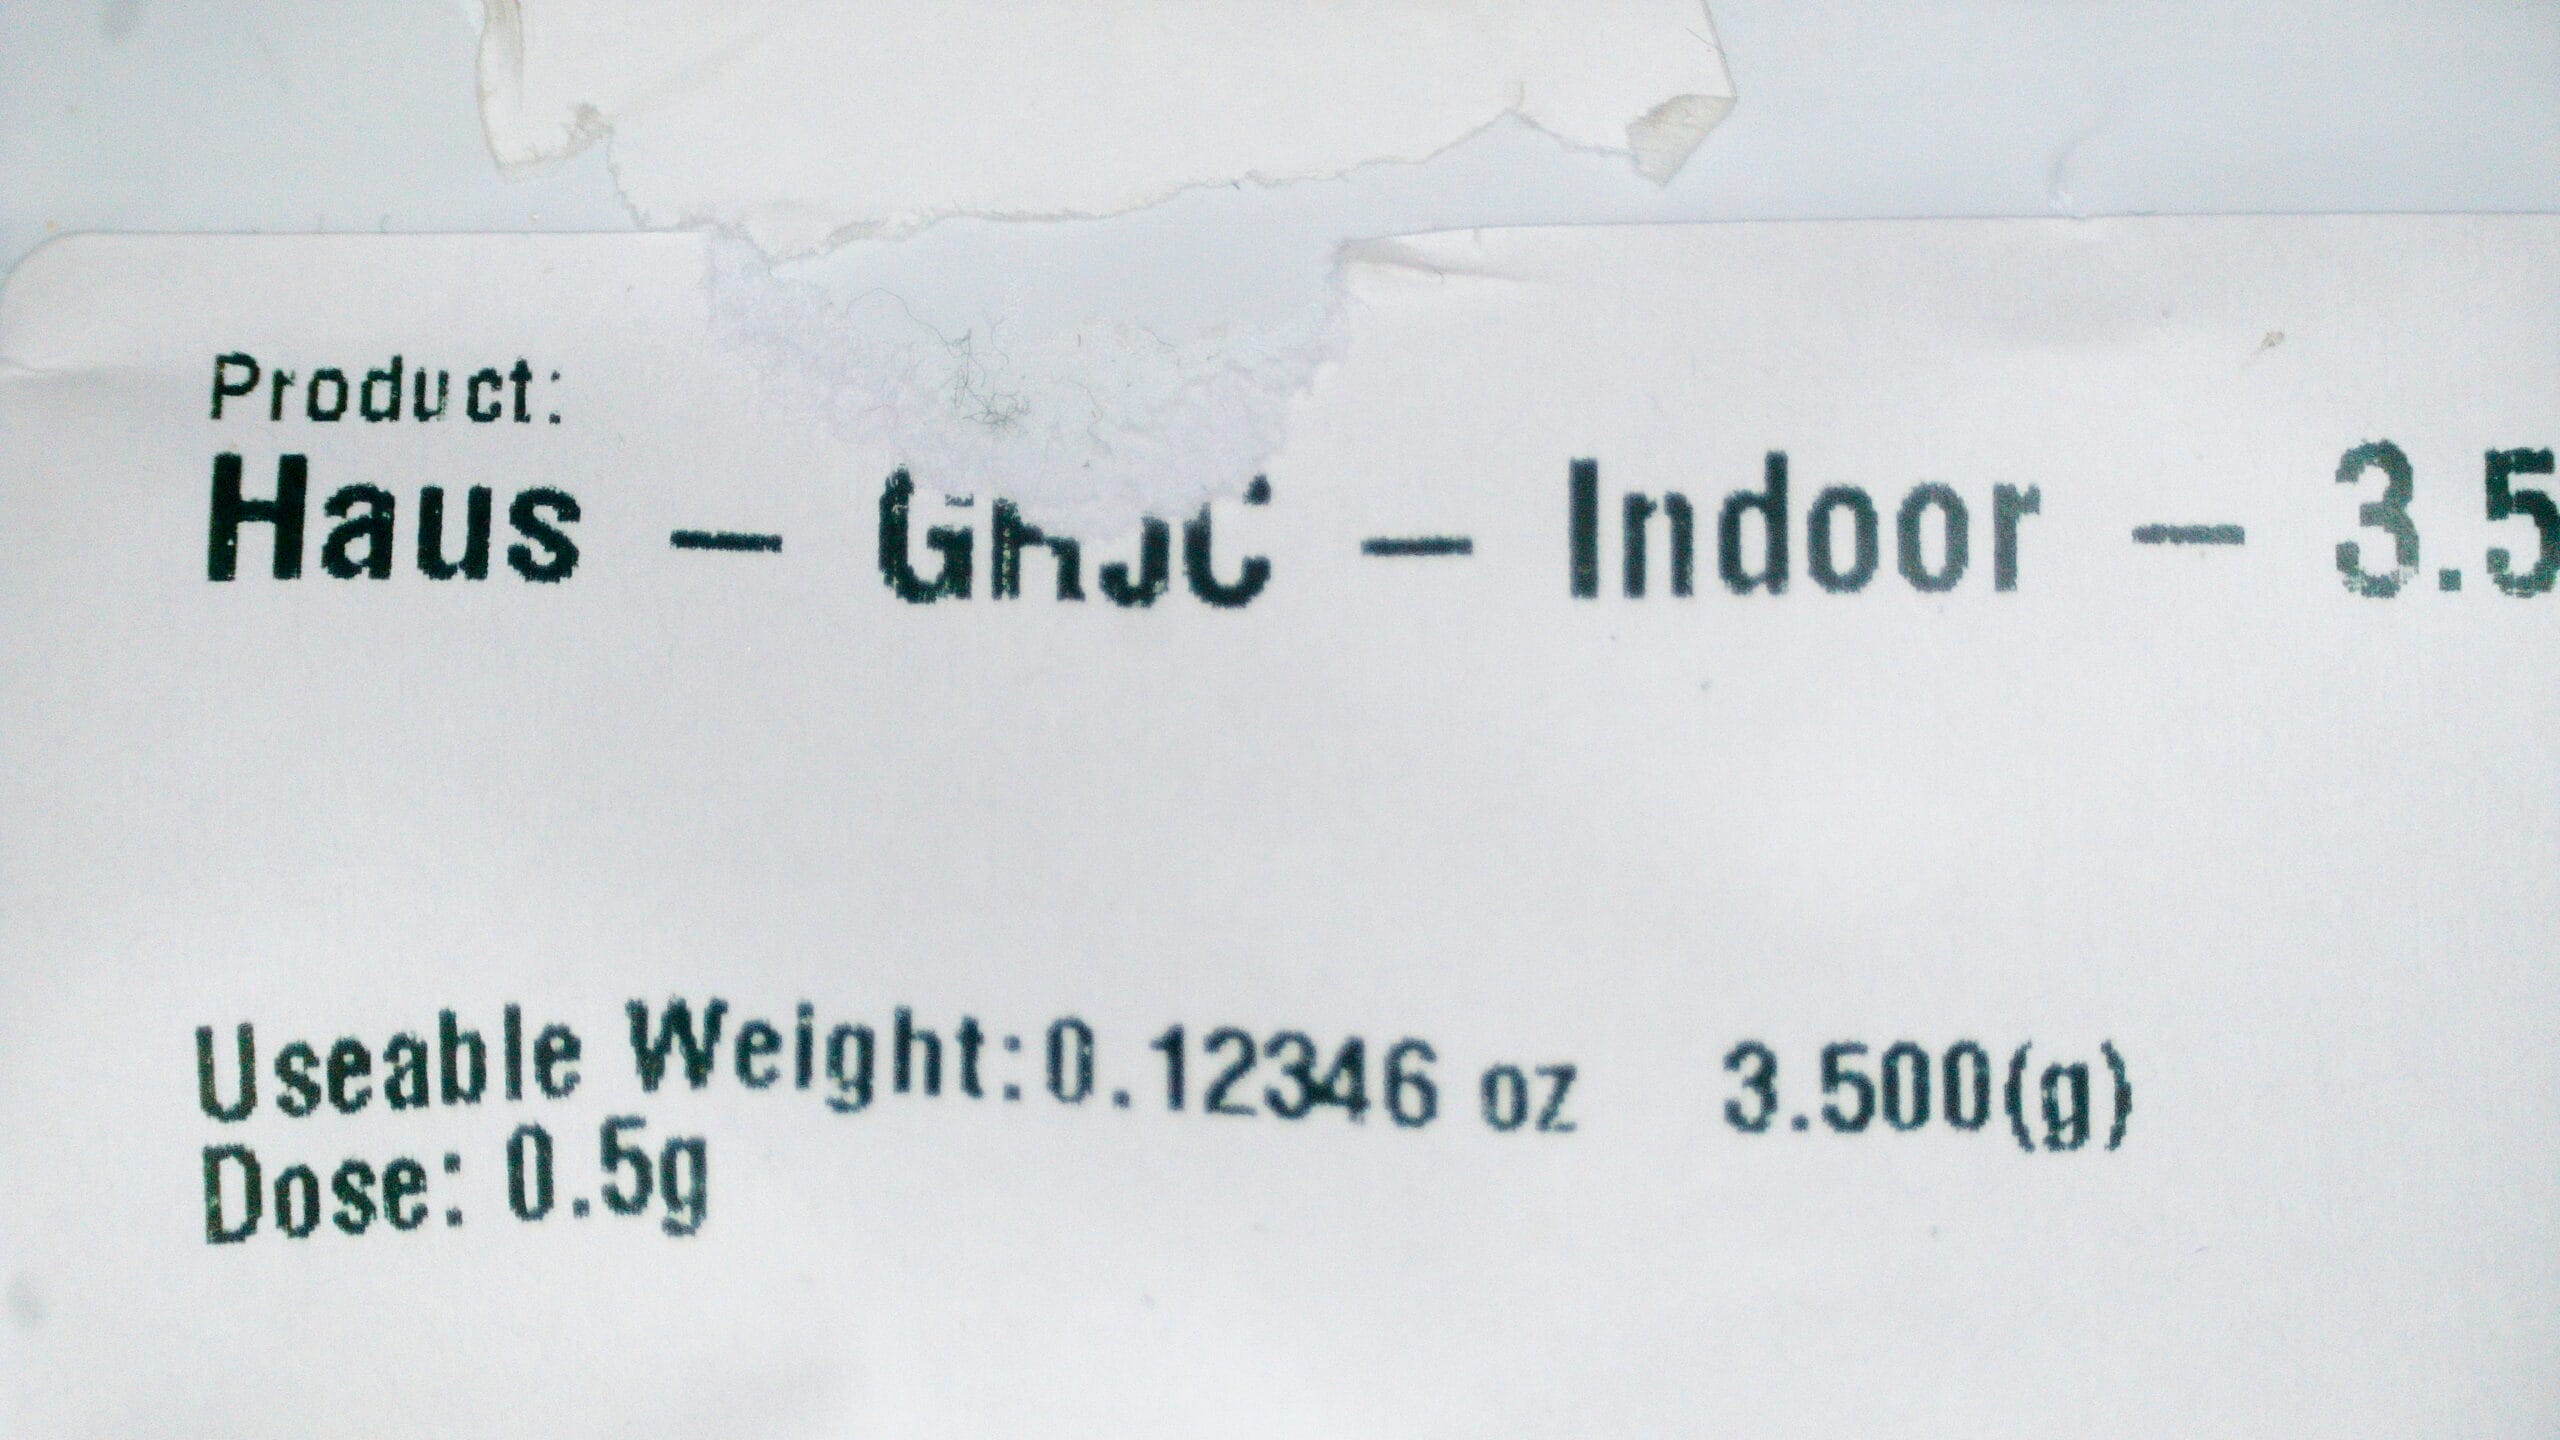 Product:
Haus - - Indoor - 3.5
Useable Weight:0.12346 oz 3.500(g)
Dose: 0.5g